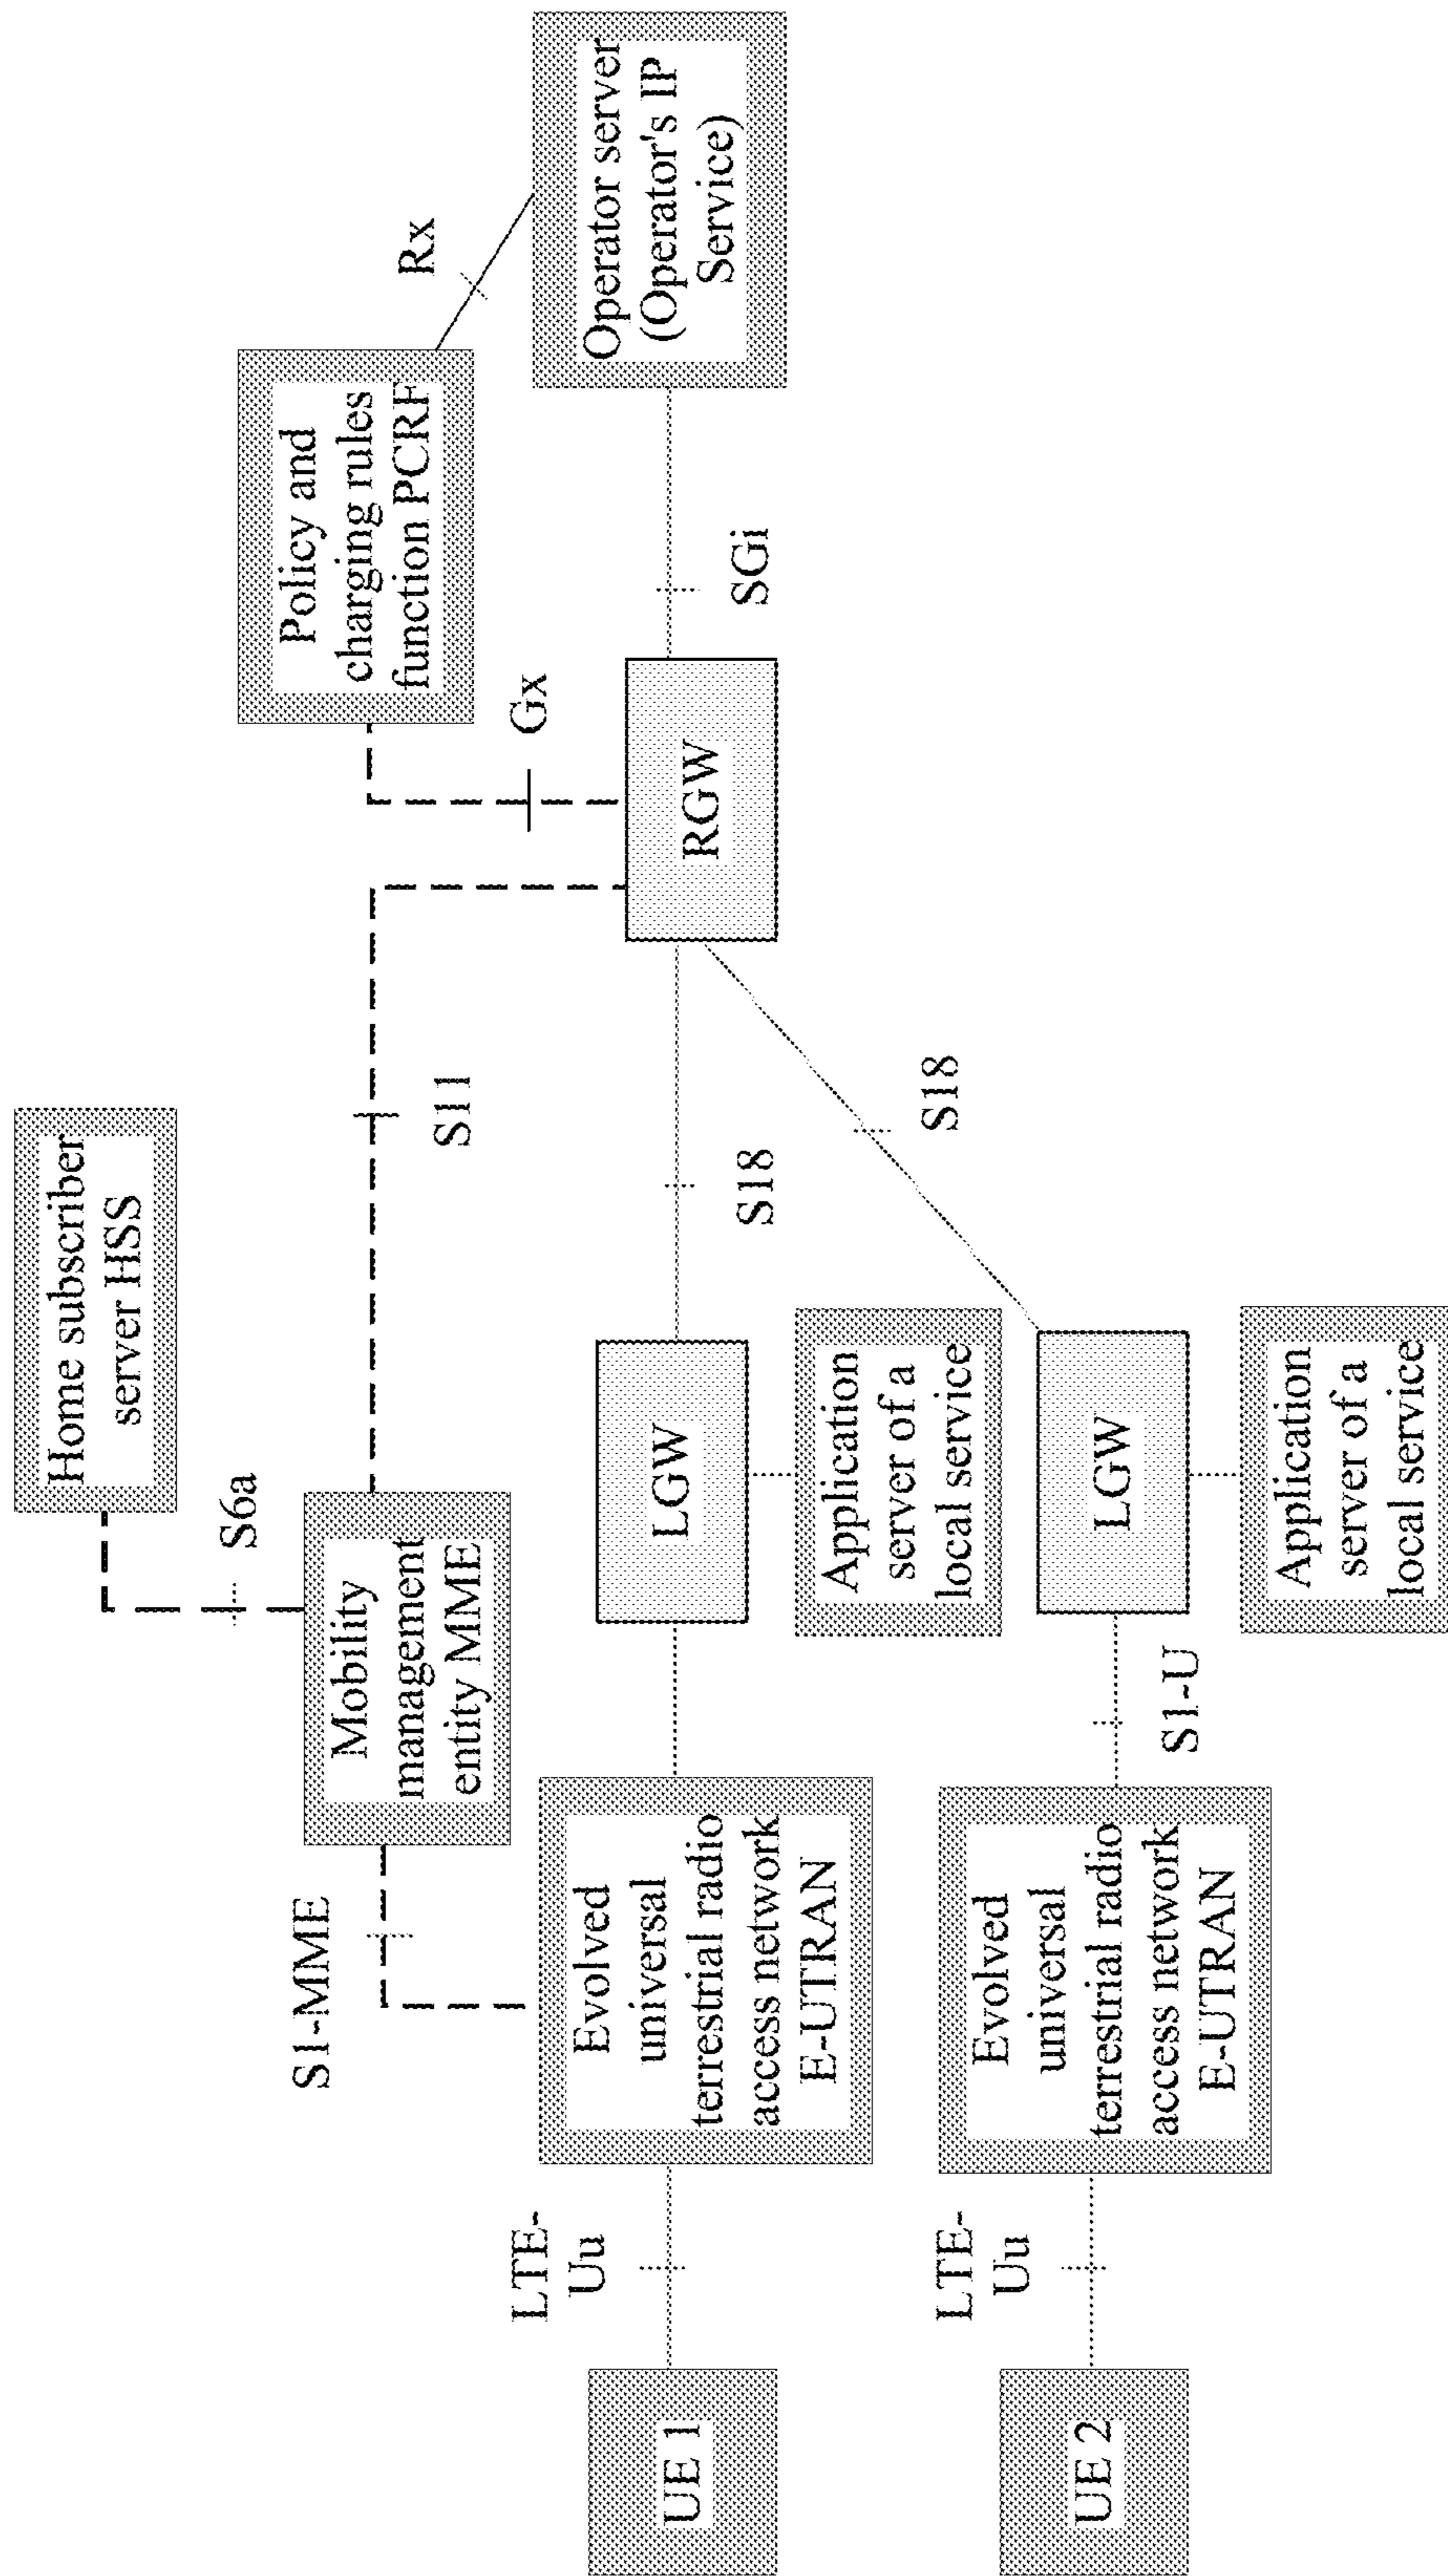 Home subscriber
server HSS
S6a
Policy and
charging rules
function PCRF
Rx
S1-MME
Mobility
management
entity MME
S11
Gx
Operator server
(Operator's IP
Service)
LTE-
Uu
UE 1
Evolved
universal
terrestrial radio
access network
E-UTRAN
LGW
S18
RGW
SGi
Application
server of a
local service
S18
LTE-
Uu
UE 2
Evolved
universal
terrestrial radio
access network
E-UTRAN
S1-U
LGW
Application
server of a
local service